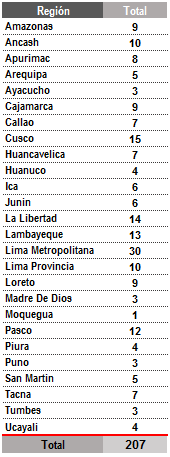 Región Total
Amazonas 9
Ancash 10
Apurimac 8
Arequipa 5
Ayacucho 3
Cajamarca 9
Callao 7
Cusco 15
Huancavelica 7
Huanuco 4
Ica 6
Junin 6
La Libertad 14
Lambayeque 13
Lima Metropolitana 30
Lima Provincia 10
Loreto 9
Madre De Dios 3
Moquegua 1
Pasco 12
Piura 4
Puno 3
San Martin 5
Tacna 7
Tumbes 3
Ucayali 4
Total 207